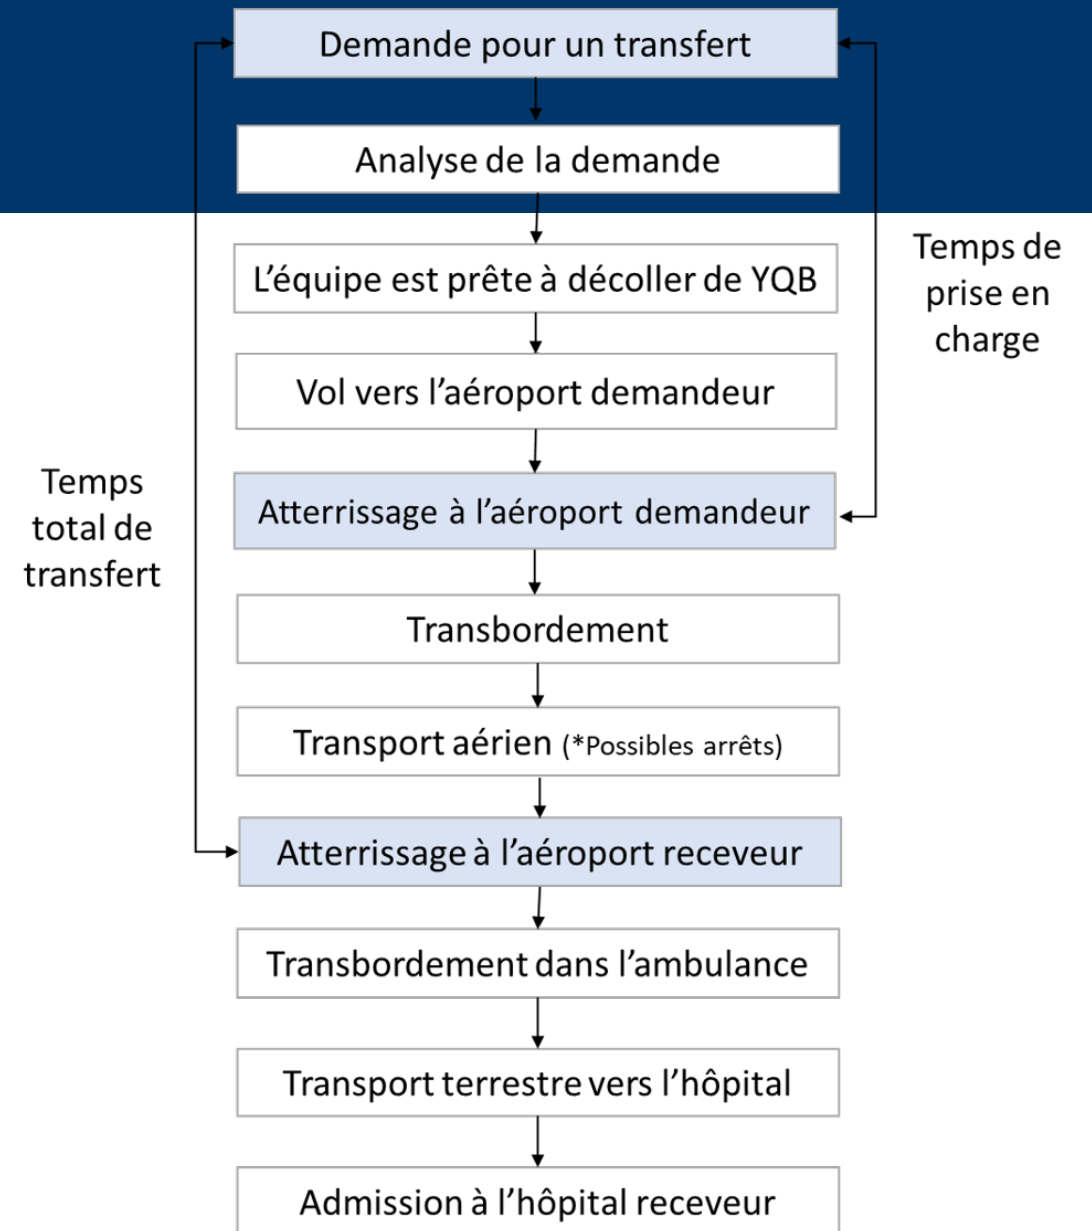 Demande pour un transfert
Analyse de la demande
L’équipe est prête à décoller de YQB
Temps de
prise en
charge
Vol vers l’aéroport demandeur
Temps
total de
transfert
Atterrissage à l’aéroport demandeur
Transbordement
Transport aérien (*Possibles arrêts)
Atterrissage à l’aéroport receveur
Transbordement dans l’ambulance
Transport terrestre vers l’hôpital
Admission à l’hôpital receveur